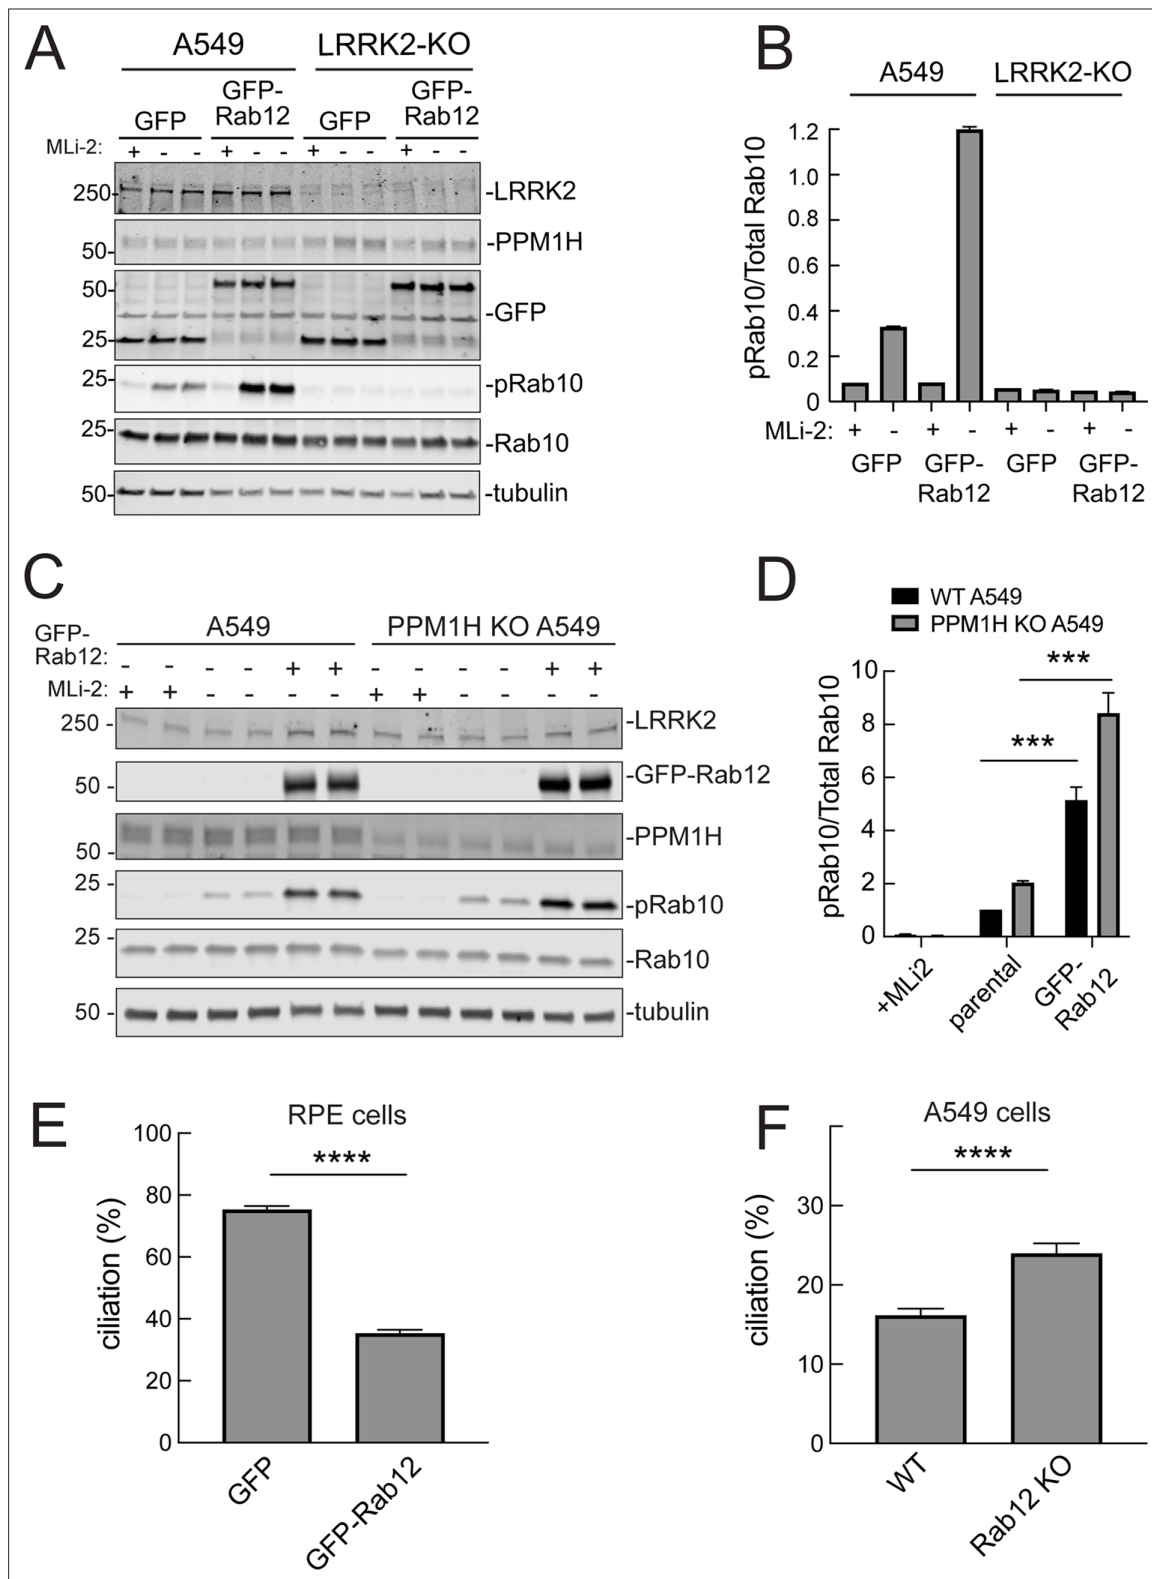 A
A549 LRRK2-KO
GFP GFP-Rab12 GFP GFP-Rab12
MLi-2: + - - + - - + - - + - -
250- -LRRK2
50- -PPM1H
50-
-GFP
25-
25- -pRab10
25- -Rab10
50- -tubulin
B
A549 LRRK2-KO
pRab10/Total Rab10
1.2
1.0
0.8
0.6
0.4
0.2
0
MLi-2: + - + - + - + -
GFP GFP-Rab12 GFP GFP-Rab12
C
A549 PPM1H KO A549
GFP-Rab12: - - - - + + - - - - + +
MLi-2: + + - - - - + + - - - -
250 - -LRRK2
50 - -GFP-Rab12
50 - -PPM1H
25 - -pRab10
25 - -Rab10
50 - -tubulin
D
WT A549
PPM1H KO A549
pRab10/Total Rab10
10
8
6
4
2
0
***
***
+MLi2 parental GFP-Rab12
E
RPE cells
****
ciliation (%)
100
80
60
40
20
0
GFP GFP-Rab12
F
A549 cells
****
ciliation (%)
30
20
10
0
WT Rab12 KO